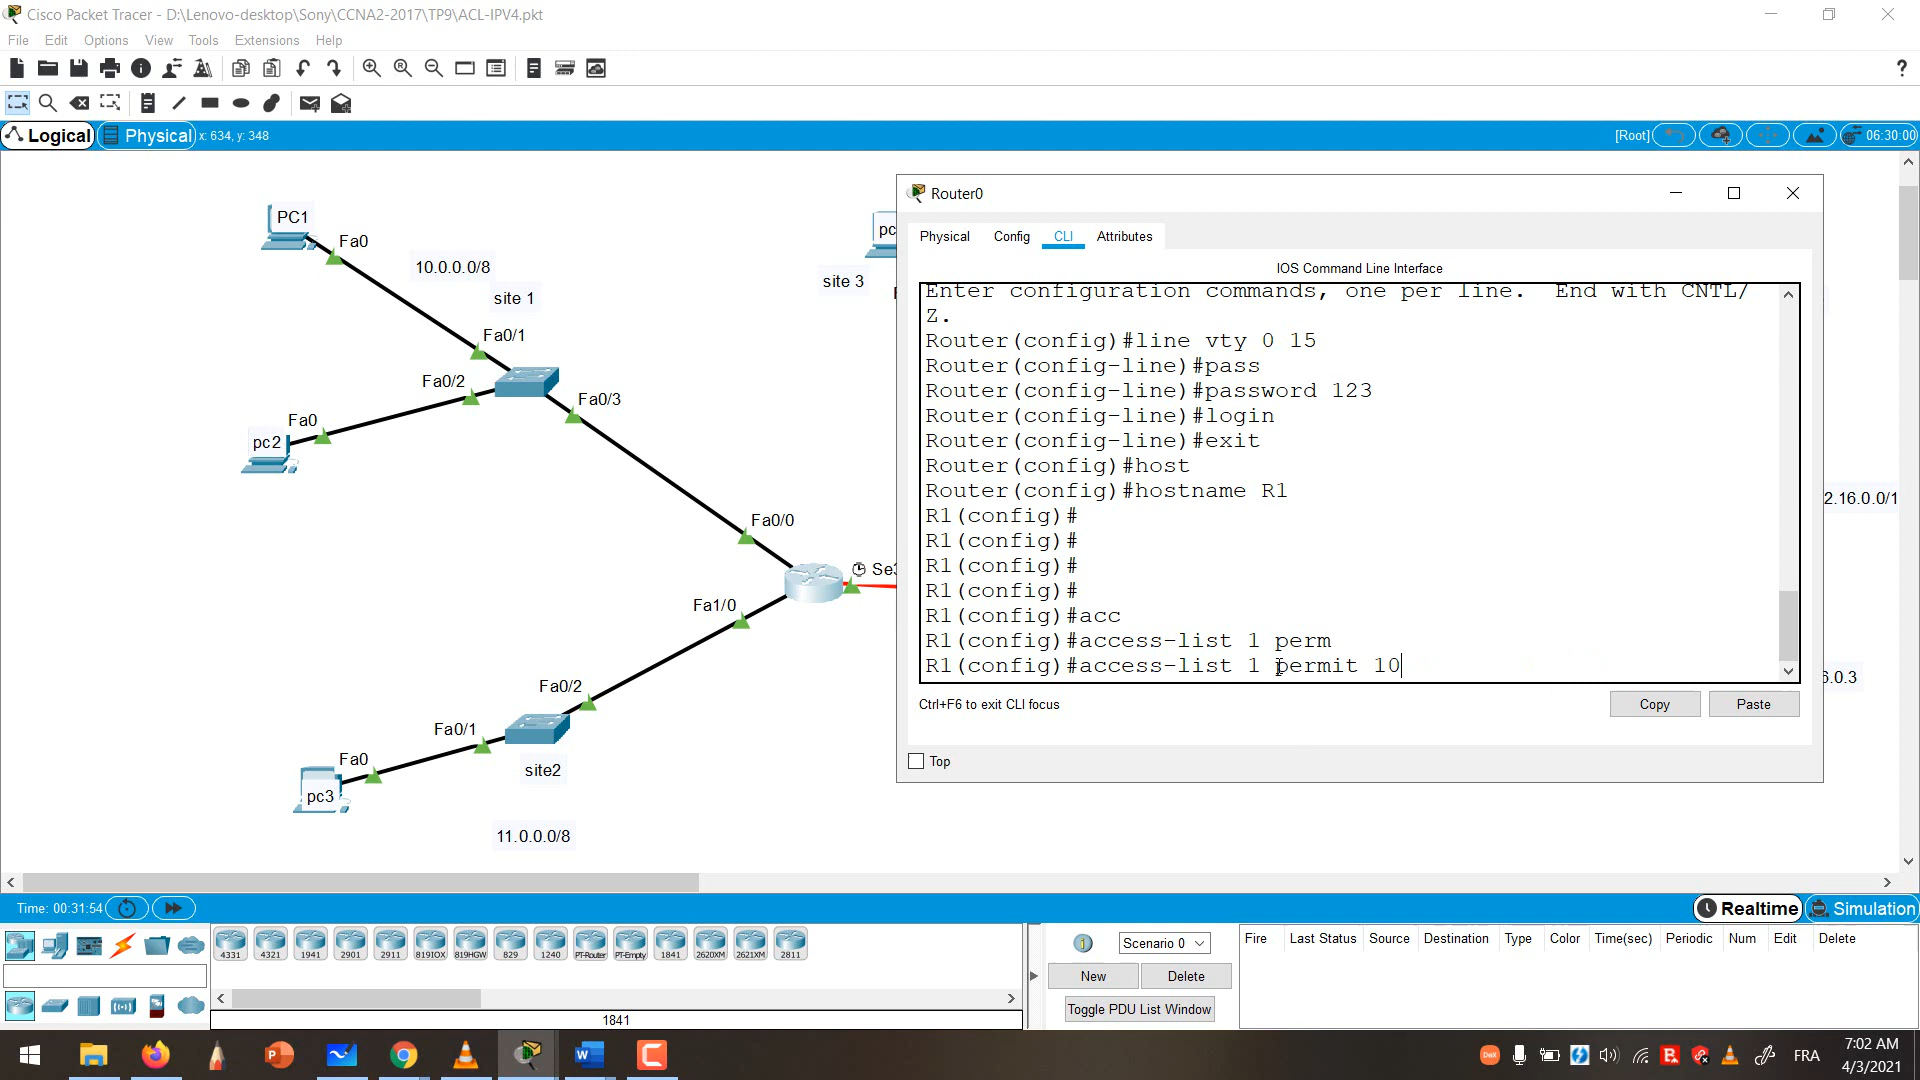 Cisco Packet Tracer - D:\Lenovo-desktop\Sony\CCNA2-2017\TP9\ACL-IPV4.pkt
File Edit Options View Tools Extensions Help
Logical Physical x: 634, y: 348 [Root] 06:30:00
PC1
Fa0
10.0.0.0/8
site 1
Fa0/1
Fa0/2
Fa0/3
Fa0
pc2
Fa0/0
Se3
Fa1/0
Fa0/2
Fa0/1
Fa0
site2
pc3
11.0.0.0/8
pc
site 3
2.16.0.0/1
6.0.3
Router0
Physical Config CLI Attributes
IOS Command Line Interface
Enter configuration commands, one per line. End with CNTL/
Z.
Router(config)#line vty 0 15
Router(config-line)#pass
Router(config-line)#password 123
Router(config-line)#login
Router(config-line)#exit
Router(config)#host
Router(config)#hostname R1
R1(config)#
R1(config)#
R1(config)#
R1(config)#
R1(config)#acc
R1(config)#access-list 1 perm
R1(config)#access-list 1 permit 10
Ctrl+F6 to exit CLI focus
Copy Paste
Top
Time: 00:31:54
Realtime Simulation
4331 4321 1941 2901 2911 819IOX 819HGW 829 1240 PT-Router PT-Empty 1841 2620XM 2621XM 2811
1841
Scenario 0
New Delete
Toggle PDU List Window
Fire Last Status Source Destination Type Color Time(sec) Periodic Num Edit Delete
FRA
7:02 AM
4/3/2021